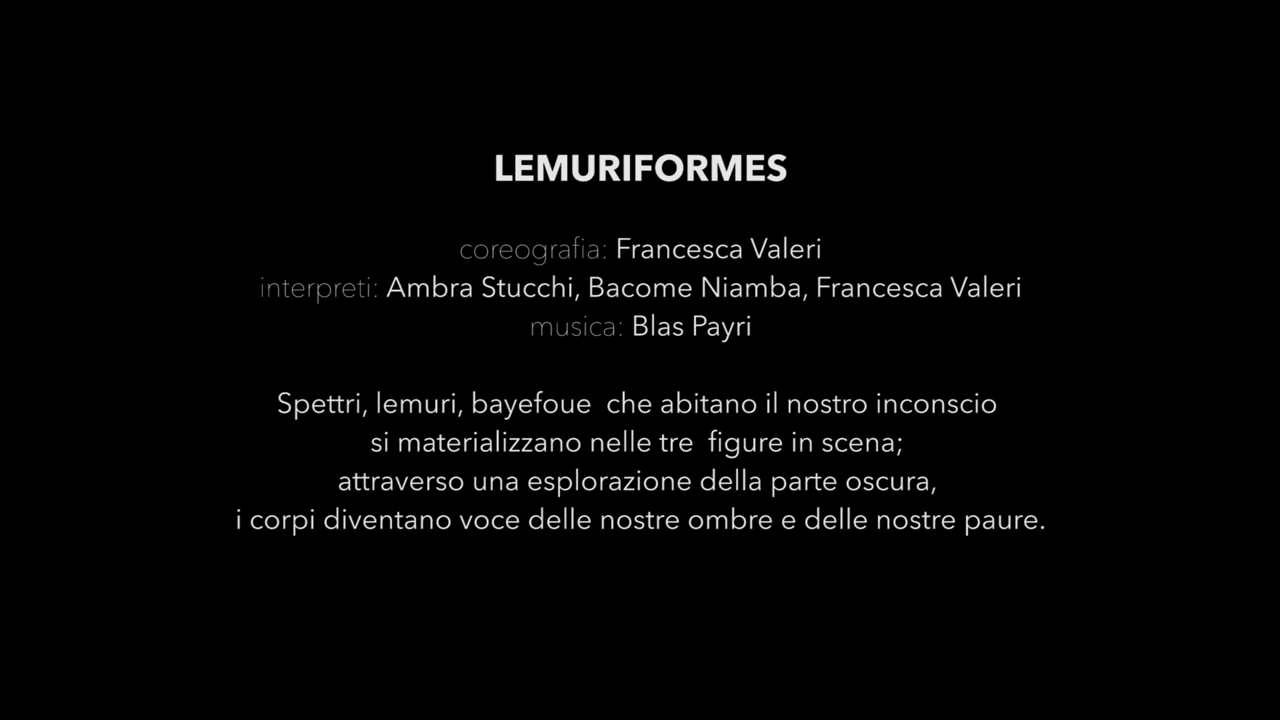 LEMURIFORMES
coreografia: Francesca Valeri
interpreti: Ambra Stucchi, Bacome Niamba, Francesca Valeri
musica: Blas Payri
Spettri, lemuri, bayefoue  che abitano il nostro inconscio
si materializzano nelle tre  figure in scena;
attraverso una esplorazione della parte oscura,
i corpi diventano voce delle nostre ombre e delle nostre paure.